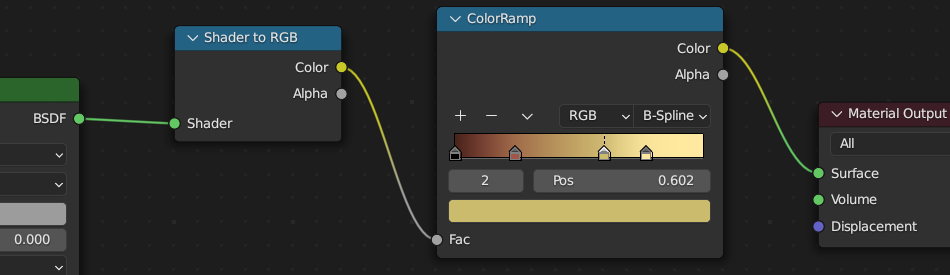 BSDF
0.000
Shader to RGB
Color
Alpha
Shader
ColorRamp
Color
Alpha
RGB
B-Spline
2
Pos 0.602
Fac
Material Output
All
Surface
Volume
Displacement